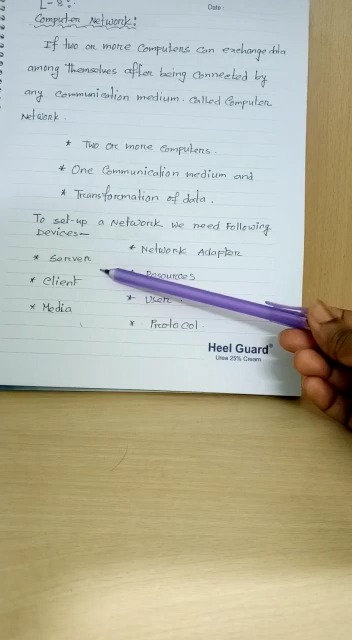 L-8:
Date :
Computer Network:
If two or more Computers can exchange data
among themselves after being connected by
any communication medium. called Computer
Network.
* Two or more Computers.
* One Communication medium and
* Transformation of data.
To set-up a Network we need following
Devices—
* Server
* Client
* Media
* Network Adapter
* Resources
* User
* Protocol
Heel Guard®
Urea 25% Cream